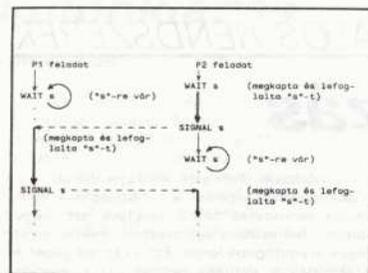 P1 feladat
P2 feladat
WAIT s
(megkapta és lefog-
lalta "s"-t)
WAIT s
("s"-re vár)
SIGNAL s
(megkapta és lefog-
lalta "s"-t)
WAIT s
("s"-re vár)
SIGNAL s
(megkapta és lefog-
lalta "s"-t)